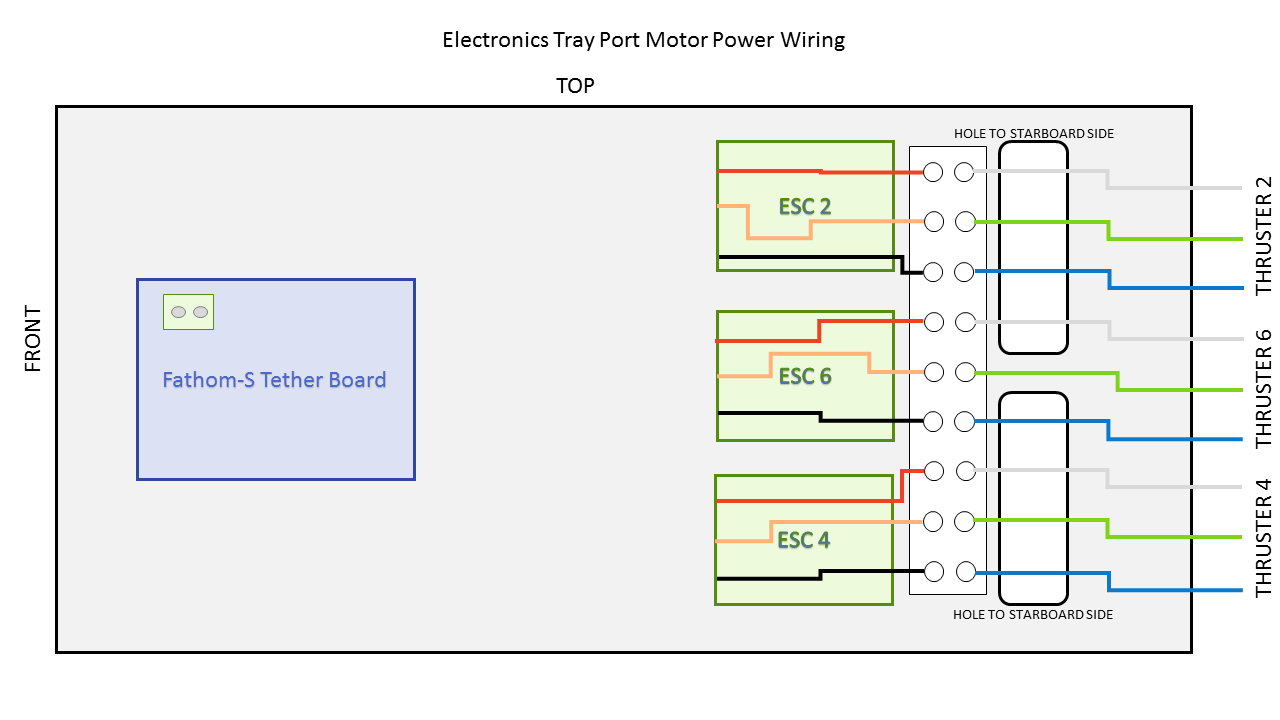 Electronics Tray Port Motor Power Wiring
TOP
HOLE TO STARBOARD SIDE
THRUSTER 2
ESC 2
FRONT
Fathom-S Tether Board
ESC 6
THRUSTER 6
ESC 4
THRUSTER 4
HOLE TO STARBOARD SIDE